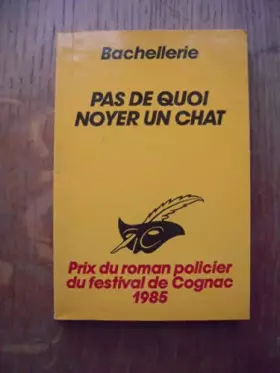 Bachellerie
PAS DE QUOI
NOYER UN CHAT
Prix du roman policier
du festival de Cognac
1985